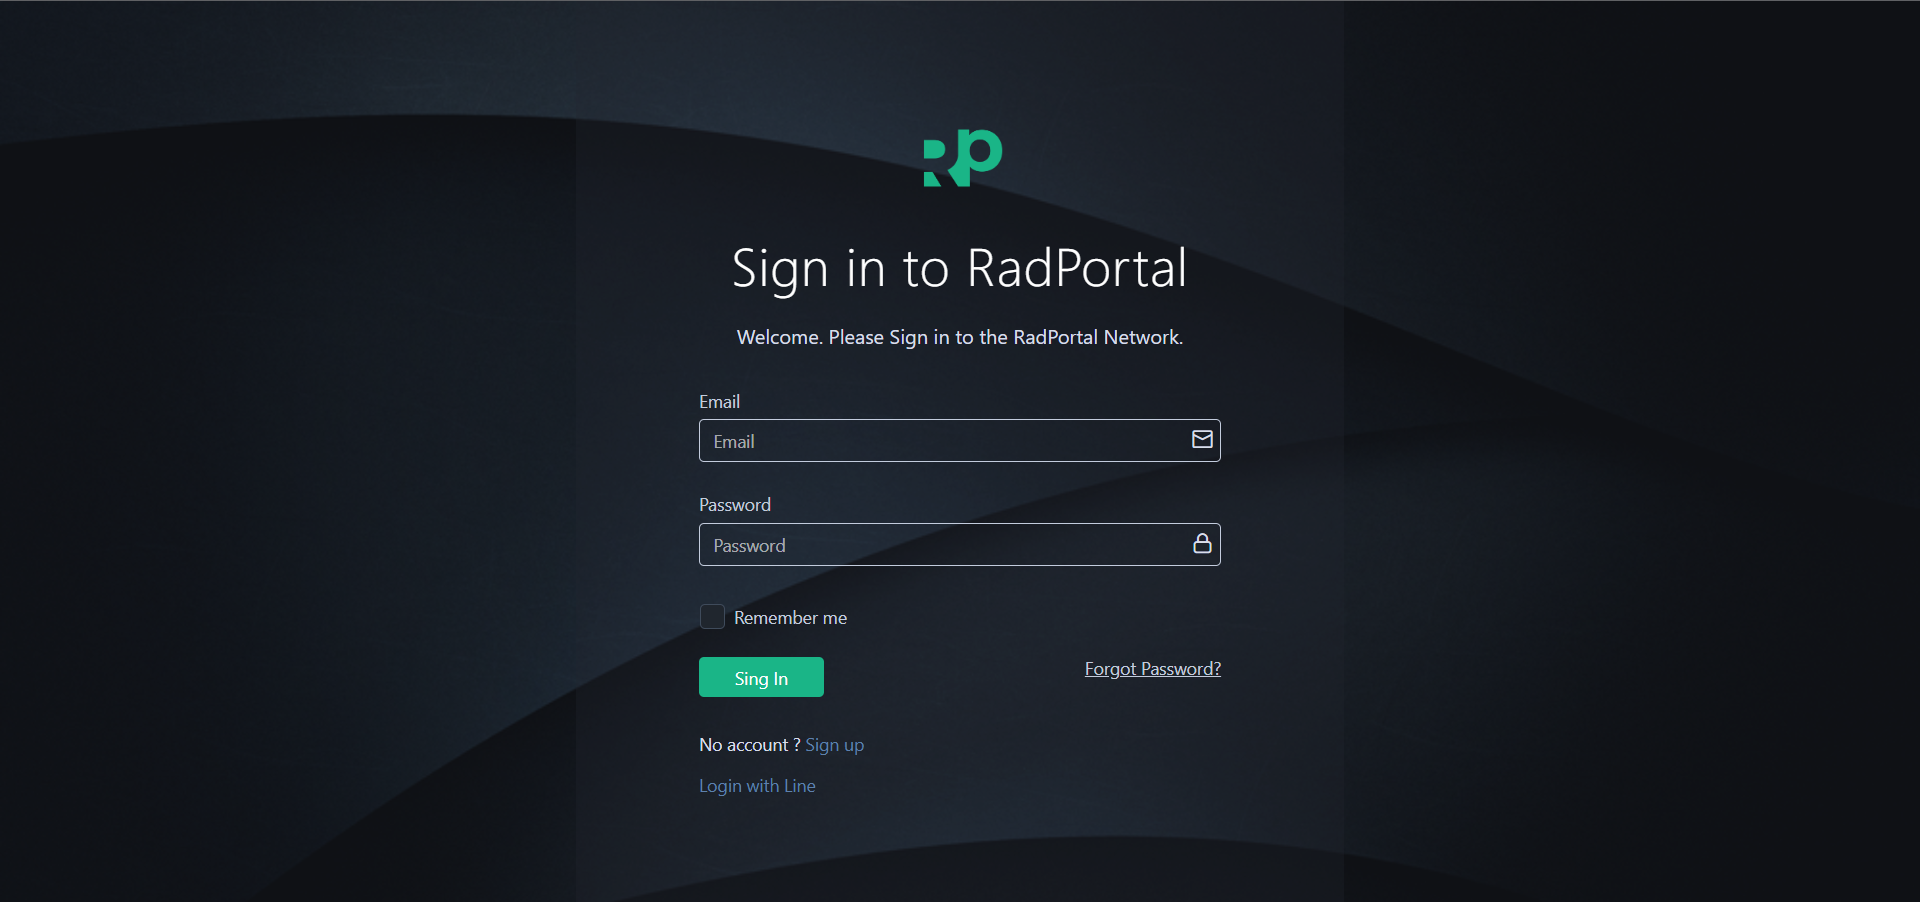 RP
Sign in to RadPortal
Welcome. Please Sign in to the RadPortal Network.
Email
Email
Password
Password
Remember me
Sing In
Forgot Password?
No account ? Sign up
Login with Line